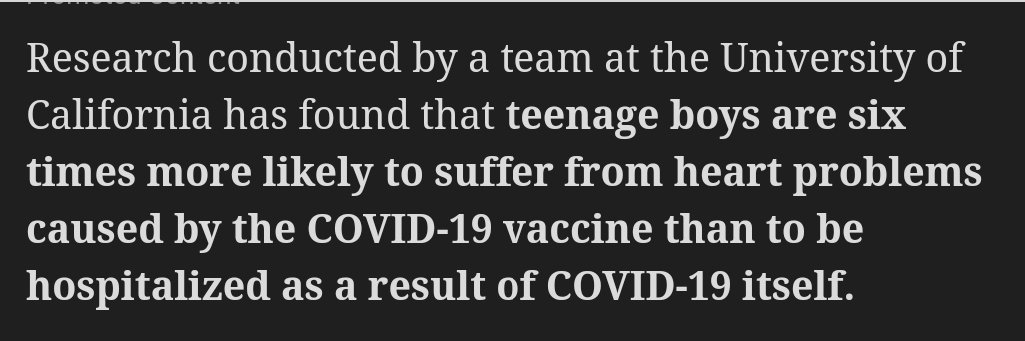 Research conducted by a team at the University of
California has found that teenage boys are six
times more likely to suffer from heart problems
caused by the COVID-19 vaccine than to be
hospitalized as a result of COVID-19 itself.